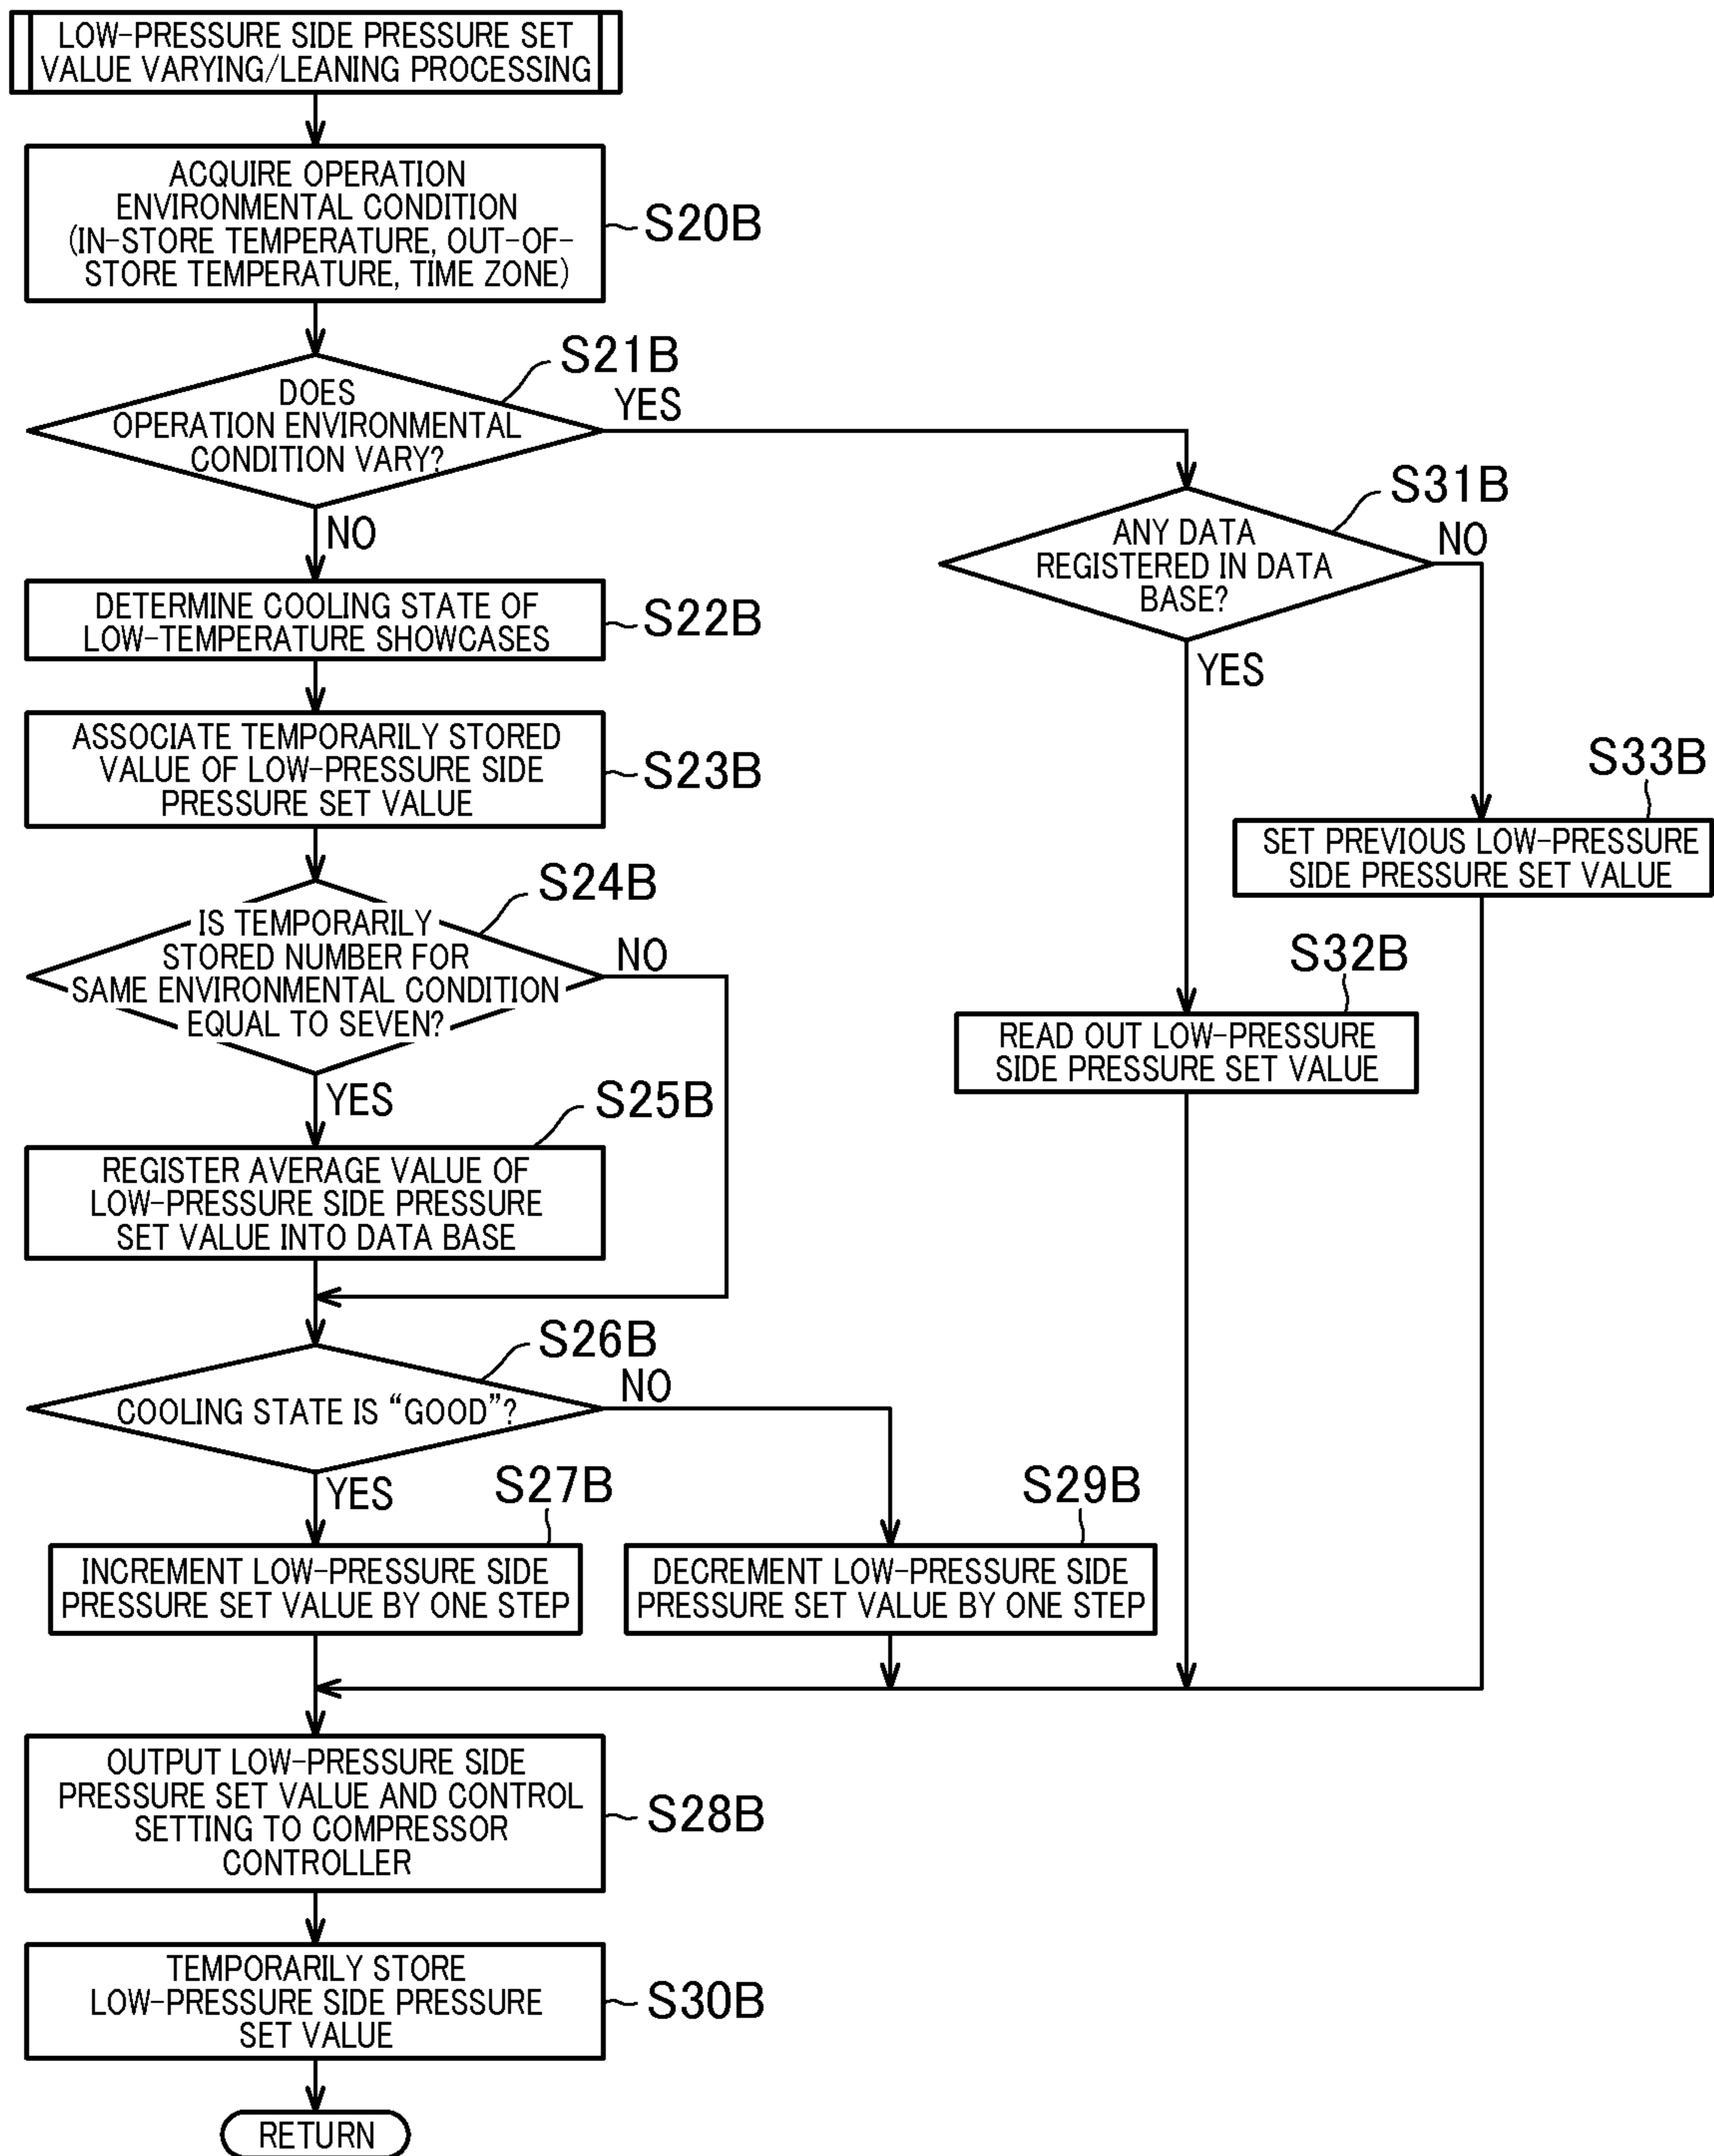 LOW-PRESSURE SIDE PRESSURE SET
VALUE VARYING/LEANING PROCESSING
ACQUIRE OPERATION
ENVIRONMENTAL CONDITION
(IN-STORE TEMPERATURE, OUT-OF-
STORE TEMPERATURE, TIME ZONE)
S20B
DOES
OPERATION ENVIRONMENTAL
CONDITION VARY?
S21B
YES
NO
DETERMINE COOLING STATE OF
LOW-TEMPERATURE SHOWCASES
S22B
ASSOCIATE TEMPORARILY STORED
VALUE OF LOW-PRESSURE SIDE
PRESSURE SET VALUE
S23B
IS TEMPORARILY
STORED NUMBER FOR
SAME ENVIRONMENTAL CONDITION
EQUAL TO SEVEN?
S24B
NO
YES
REGISTER AVERAGE VALUE OF
LOW-PRESSURE SIDE PRESSURE
SET VALUE INTO DATA BASE
S25B
COOLING STATE IS “GOOD”?
S26B
NO
YES
INCREMENT LOW-PRESSURE SIDE
PRESSURE SET VALUE BY ONE STEP
S27B
DECREMENT LOW-PRESSURE SIDE
PRESSURE SET VALUE BY ONE STEP
S29B
ANY DATA
REGISTERED IN DATA
BASE?
S31B
NO
YES
SET PREVIOUS LOW-PRESSURE
SIDE PRESSURE SET VALUE
S33B
READ OUT LOW-PRESSURE
SIDE PRESSURE SET VALUE
S32B
OUTPUT LOW-PRESSURE SIDE
PRESSURE SET VALUE AND CONTROL
SETTING TO COMPRESSOR
CONTROLLER
S28B
TEMPORARILY STORE
LOW-PRESSURE SIDE PRESSURE
SET VALUE
S30B
RETURN